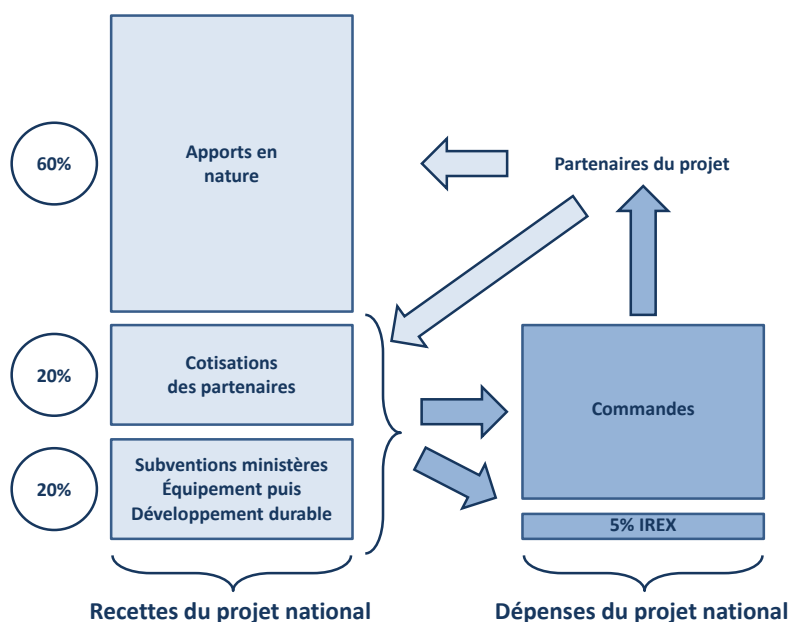 60%
Apports en
nature
Partenaires du projet
20%
Cotisations
des partenaires
Commandes
20%
Subventions ministères
Équipement puis
Développement durable
5% IREX
Recettes du projet national
Dépenses du projet national